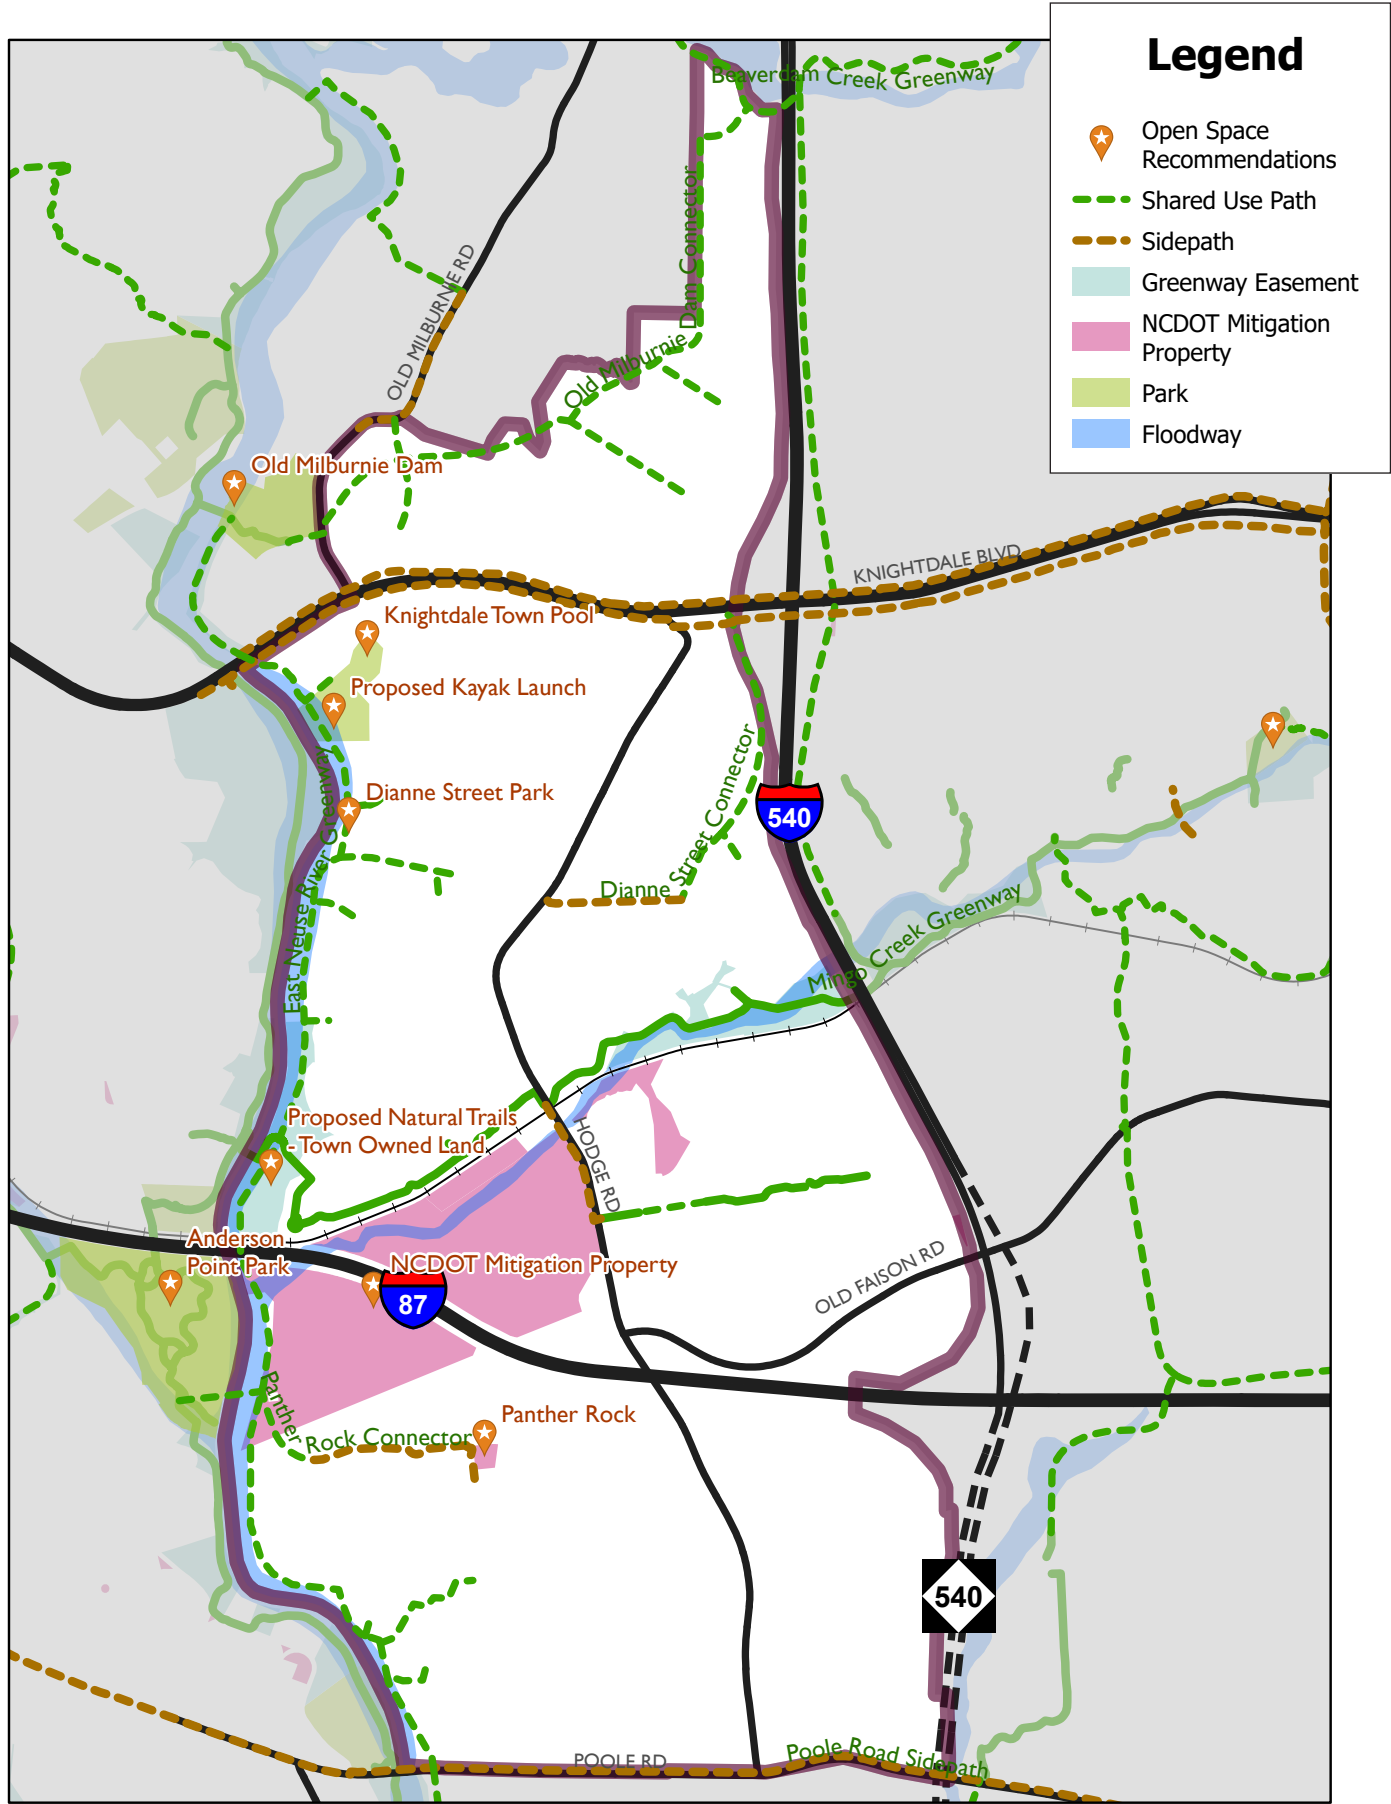 Legend
Open Space
Recommendations
Shared Use Path
Sidepath
Greenway Easement
NCDOT Mitigation
Property
Park
Floodway
Beaverdam Creek Greenway
Old Milburnie Dam Connector
OLD MILBURNIE RD
Old Milburnie Dam
KNIGHTDALE BLVD
Knightdale Town Pool
Proposed Kayak Launch
Dianne Street Park
East Neuse River Greenway
Dianne Street Connector
540
Mingo Creek Greenway
Proposed Natural Trails
- Town Owned Land
HODGE RD
Anderson
Point Park
NCDOT Mitigation Property
87
OLD FAISON RD
Panther Rock Connector
Panther Rock
540
POOLE RD
Poole Road Sidepath